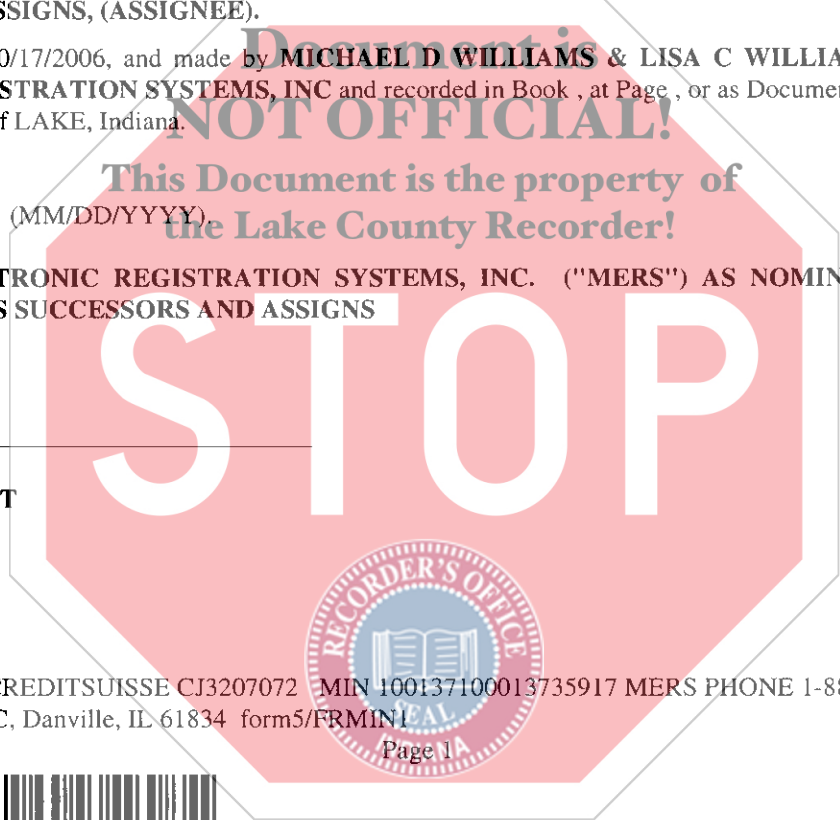 SSIGNS, (ASSIGNEE).
Document is
0/17/2006, and made by MICHAEL D WILLIAMS & LISA C WILLIA
STRATION SYSTEMS, INC and recorded in Book , at Page , or as Documen
NOT OFFICIAL!
f LAKE, Indiana.
This Document is the property of
(MM/DD/YYYY).
the Lake County Recorder!
TRONIC REGISTRATION SYSTEMS, INC. ("MERS") AS NOMIN
S SUCCESSORS AND ASSIGNS
STOP
T
RECORDER'S OFFICE
CREDITSUISSE CJ3207072 MIN 100137100013735917 MERS PHONE 1-88
C, Danville, IL 61834 form5/FRMIN1
SEAL
INDIANA
Page 1